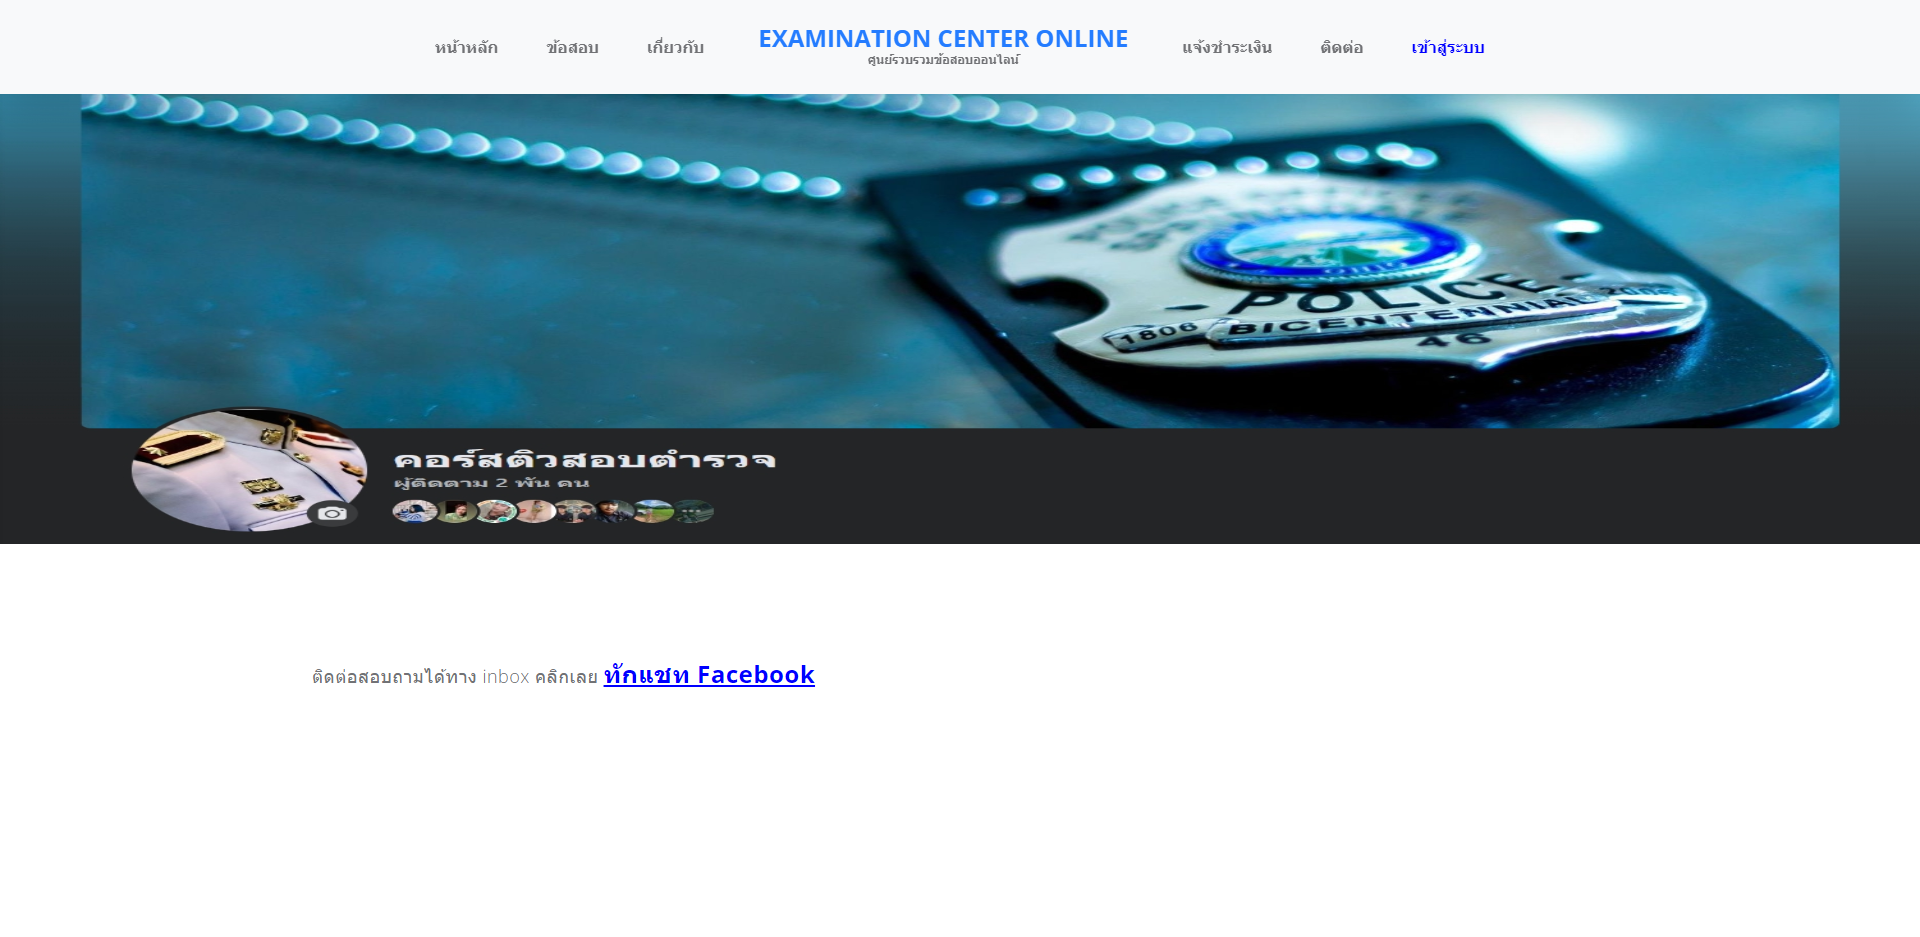 หน้าหลัก
ข้อสอบ
เกี่ยวกับ
EXAMINATION CENTER ONLINE
ศูนย์รวบรวมข้อสอบออนไลน์
แจ้งชำระเงิน
ติดต่อ
เข้าสู่ระบบ
OHIO
POLICE
1806 BICENTENNIAL 2006
46
คอร์สติวสอบตำรวจ
ผู้ติดตาม 2 พัน คน
ติดต่อสอบถามได้ทาง inbox คลิกเลย ทักแชท Facebook